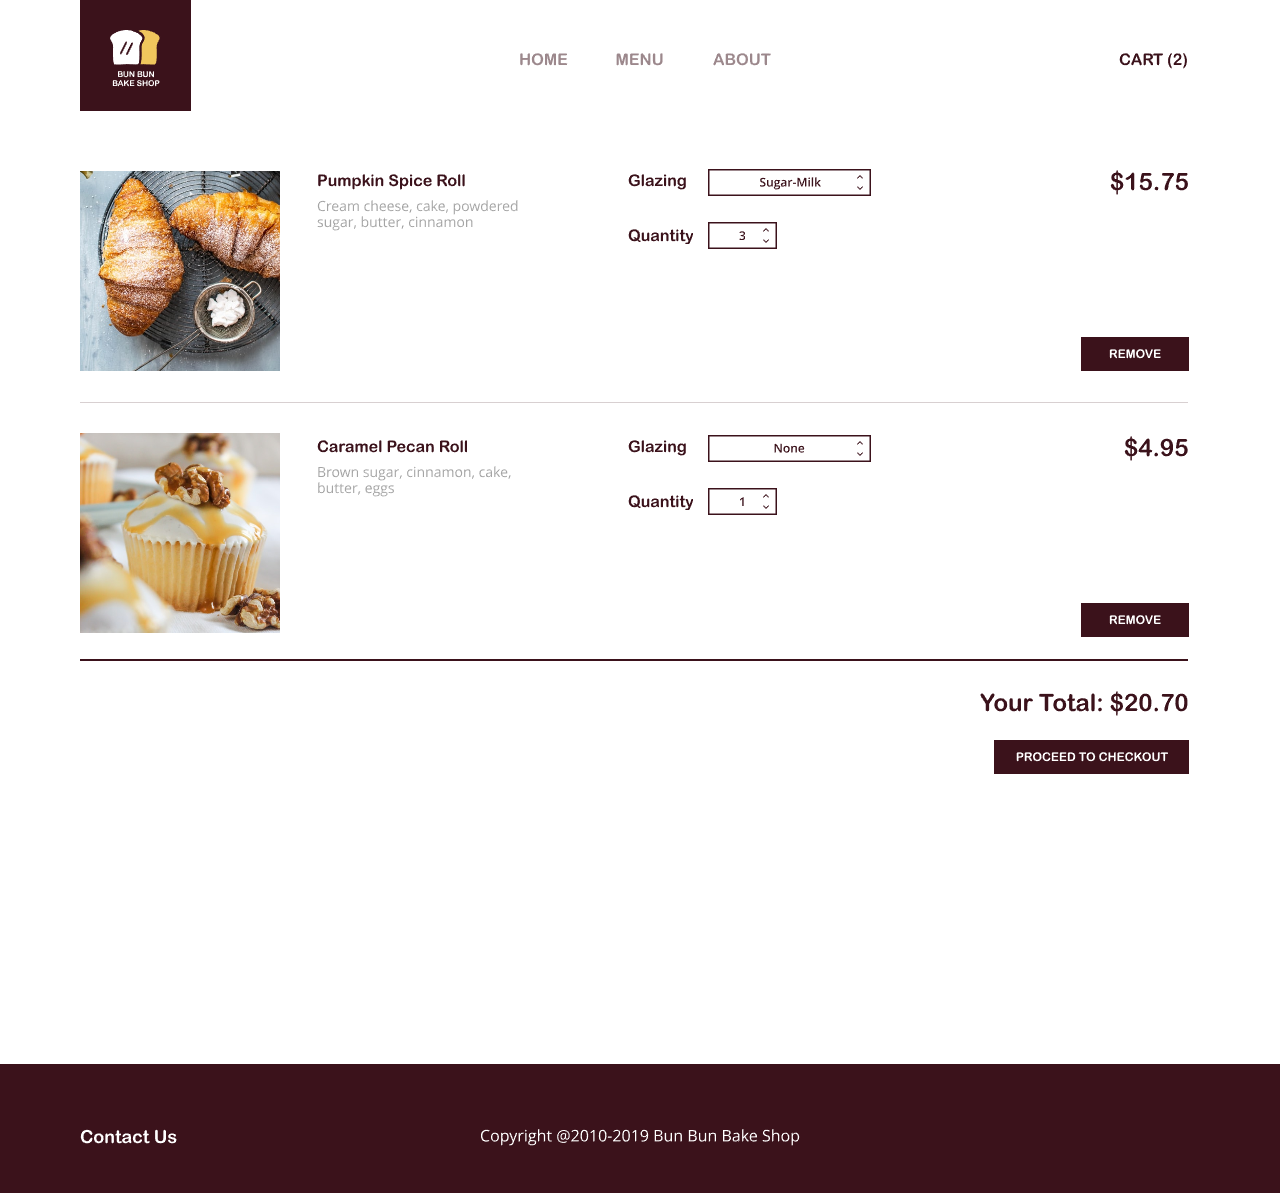 BUN BUN
BAKE SHOP
HOME MENU ABOUT CART (2)
Pumpkin Spice Roll
Cream cheese, cake, powdered
sugar, butter, cinnamon
Glazing Sugar-Milk
Quantity 3
$15.75
REMOVE
Caramel Pecan Roll
Brown sugar, cinnamon, cake,
butter, eggs
Glazing None
Quantity 1
$4.95
REMOVE
Your Total: $20.70
PROCEED TO CHECKOUT
Contact Us
Copyright @2010-2019 Bun Bun Bake Shop